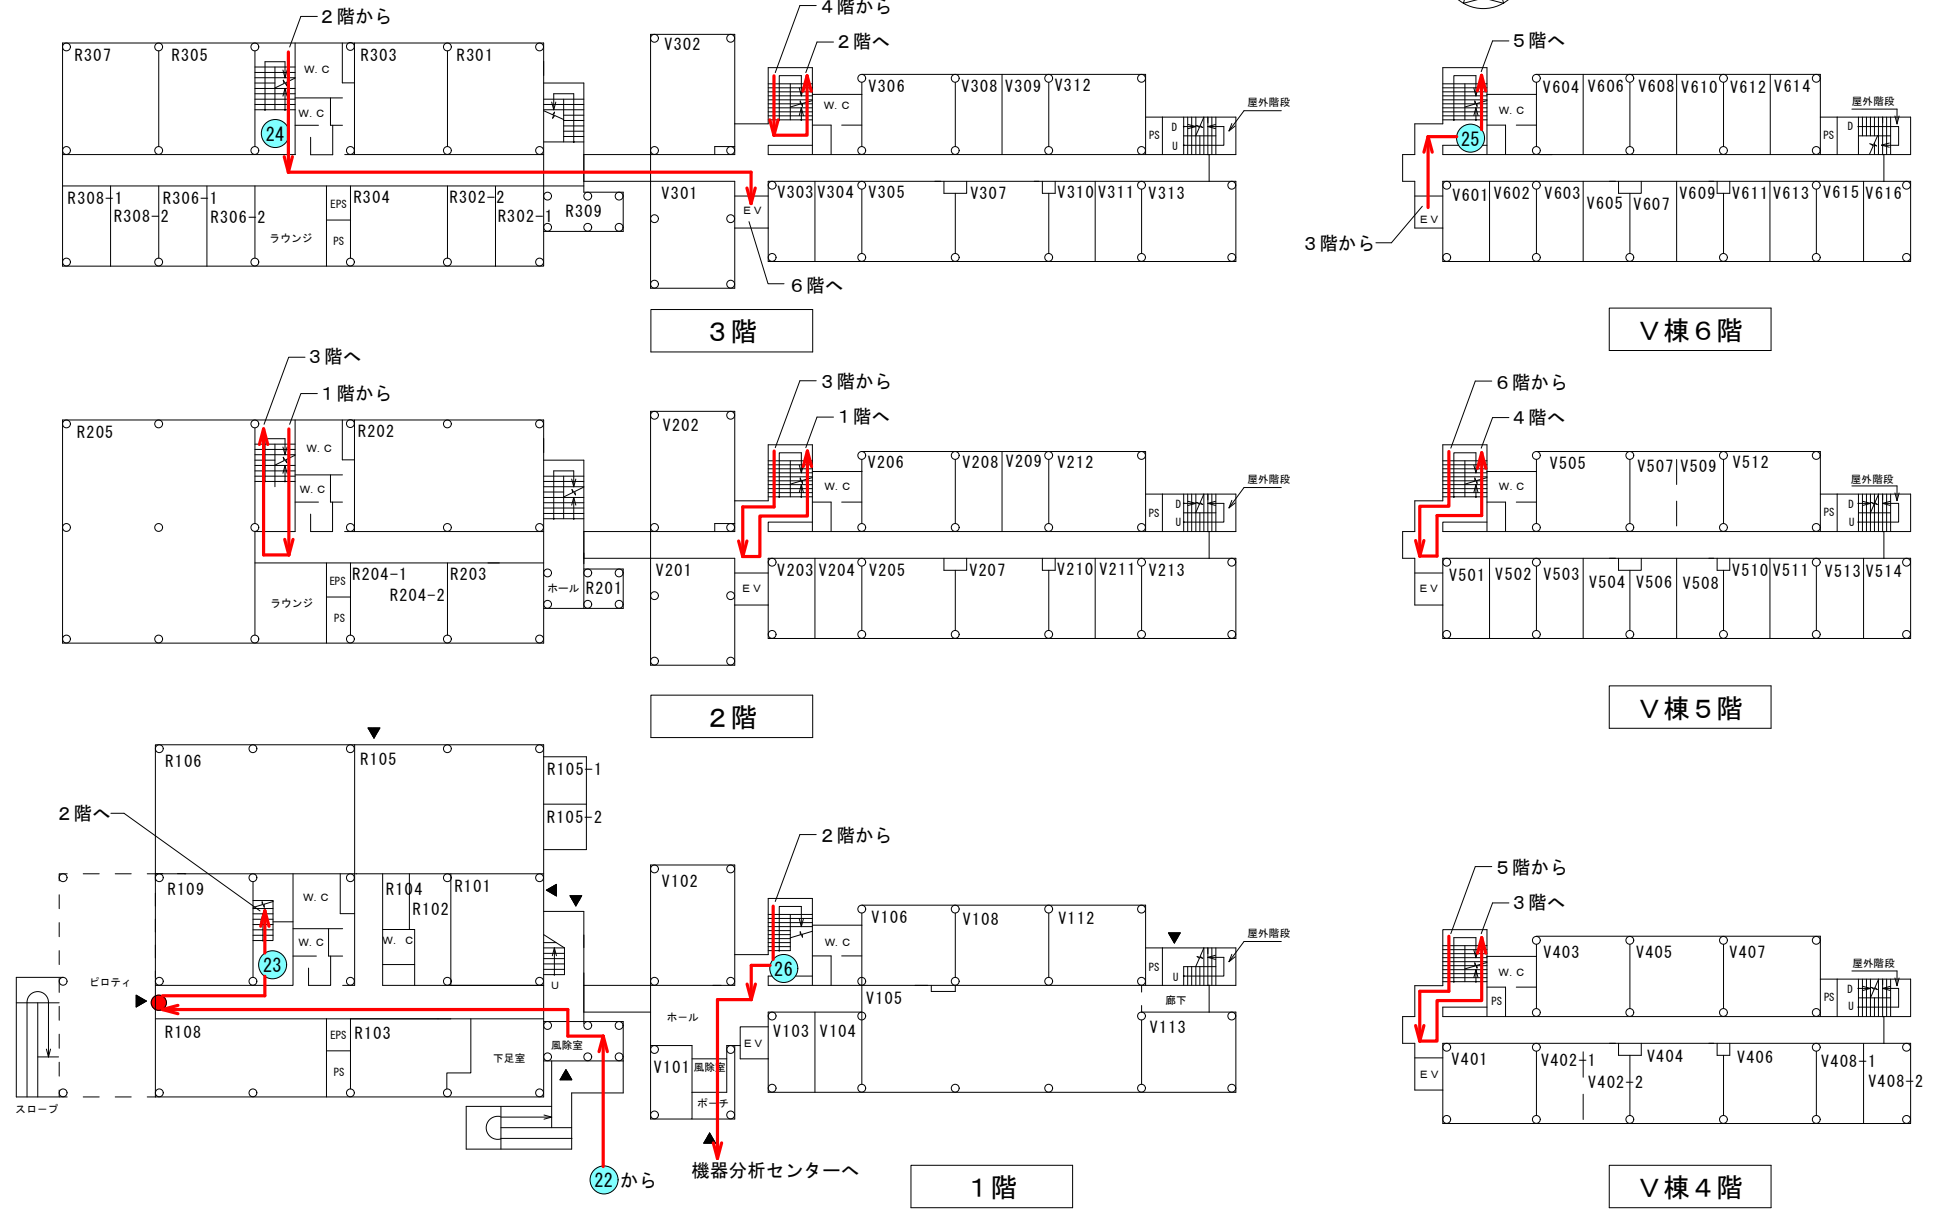 2階から
4階から
2階へ
R307
R305
W.C
R303
R301
24
W.C
R308-1
R308-2
R306-1
R306-2
ラウンジ
EPS
PS
R304
R302-2
R302-1
R309
V302
V301
EV
6階へ
W.C
V306
V308
V309
V312
PS
D
U
屋外階段
V303
V304
V305
V307
V310
V311
V313
3階
5階へ
W.C
V604
V606
V608
V610
V612
V614
PS
D
屋外階段
25
EV
3階から
V601
V602
V603
V605
V607
V609
V611
V613
V615
V616
V棟6階
3階へ
1階から
R205
W.C
W.C
R202
ラウンジ
EPS
PS
R204-1
R204-2
R203
ホール
R201
V202
V201
EV
3階から
1階へ
W.C
V206
V208
V209
V212
PS
D
U
屋外階段
V203
V204
V205
V207
V210
V211
V213
2階
6階から
4階へ
W.C
V505
V507
V509
V512
PS
D
U
屋外階段
EV
V501
V502
V503
V504
V506
V508
V510
V511
V513
V514
V棟5階
R106
R105
R105-1
R105-2
2階へ
R109
W.C
W.C
R104
R102
R101
W. C
23
ピロティ
スロープ
R108
EPS
PS
R103
下足室
U
風除室
22から
V102
ホール
V101
風除室
ポーチ
EV
機器分析センターへ
2階から
W.C
26
V106
V108
V112
PS
U
屋外階段
廊下
V103
V104
V105
V113
1階
5階から
3階へ
W.C
PS
V403
V405
V407
PS
D
U
屋外階段
EV
V401
V402-1
V402-2
V404
V406
V408-1
V408-2
V棟4階